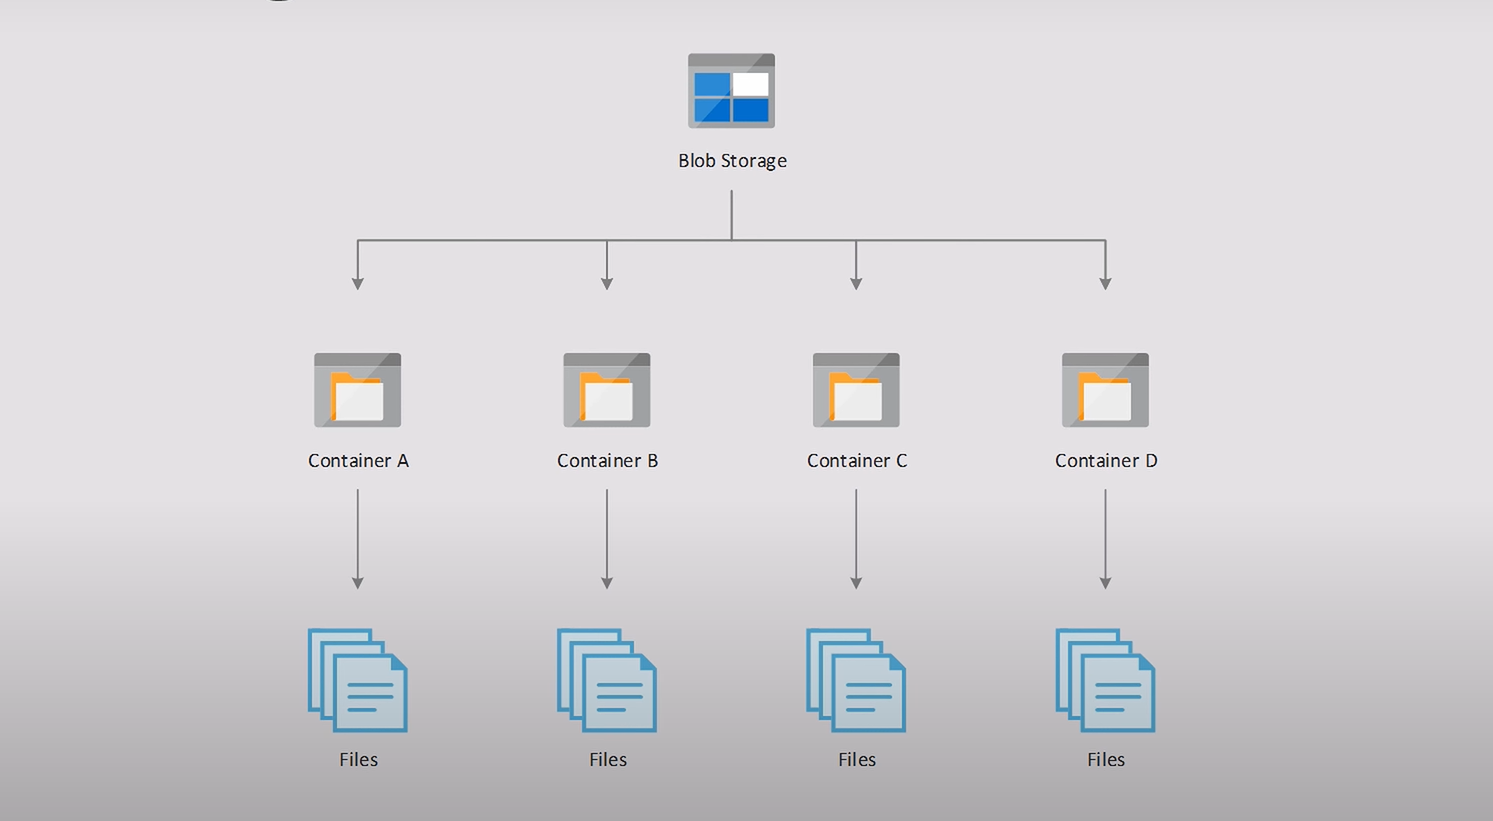 Blob Storage
Container A
Container B
Container C
Container D
Files
Files
Files
Files